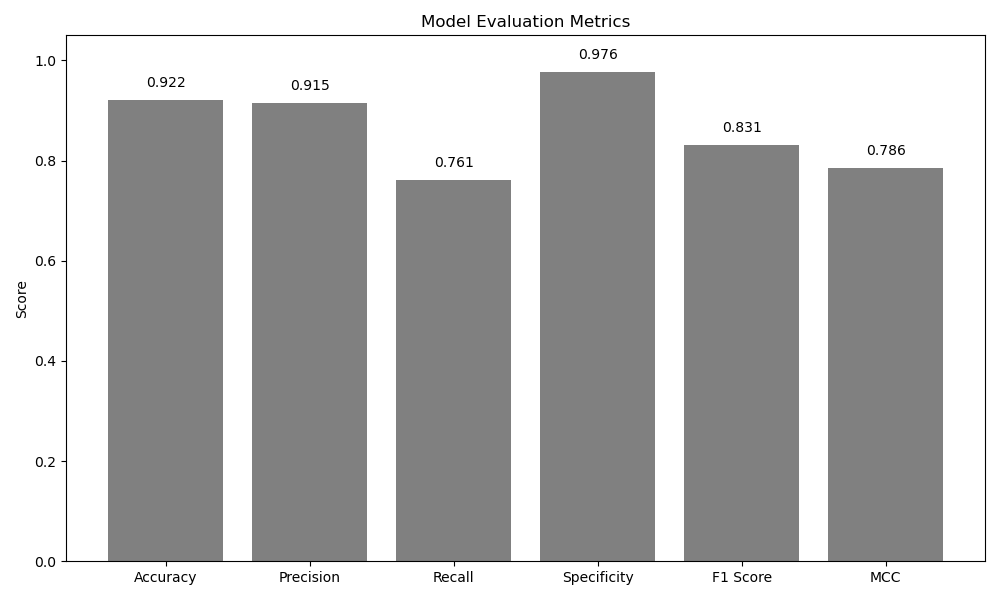 Model Evaluation Metrics
0.922
0.915
0.761
0.976
0.831
0.786
Score
1.0
0.8
0.6
0.4
0.2
0.0
Accuracy
Precision
Recall
Specificity
F1 Score
MCC